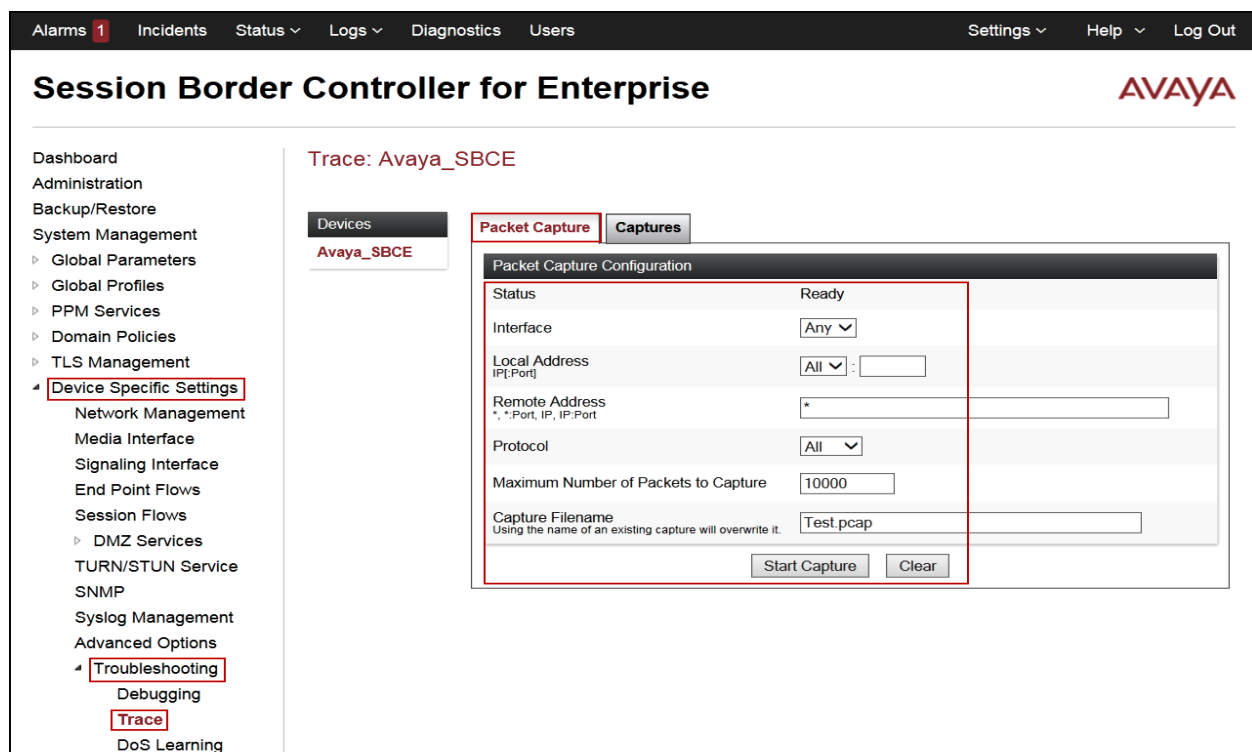 Alarms 1 Incidents Status Logs Diagnostics Users Settings Help Log Out
Session Border Controller for Enterprise
AVAYA
Dashboard
Administration
Backup/Restore
System Management
Global Parameters
Global Profiles
PPM Services
Domain Policies
TLS Management
Device Specific Settings
Network Management
Media Interface
Signaling Interface
End Point Flows
Session Flows
DMZ Services
TURN/STUN Service
SNMP
Syslog Management
Advanced Options
Troubleshooting
Debugging
Trace
DoS Learning
Trace: Avaya_SBCE
Devices
Avaya_SBCE
Packet Capture Captures
Packet Capture Configuration
Status Ready
Interface Any
Local Address All :
IP[:Port]
Remote Address *
*, *:Port, IP, IP:Port
Protocol All
Maximum Number of Packets to Capture 10000
Capture Filename Test.pcap
Using the name of an existing capture will overwrite it.
Start Capture Clear